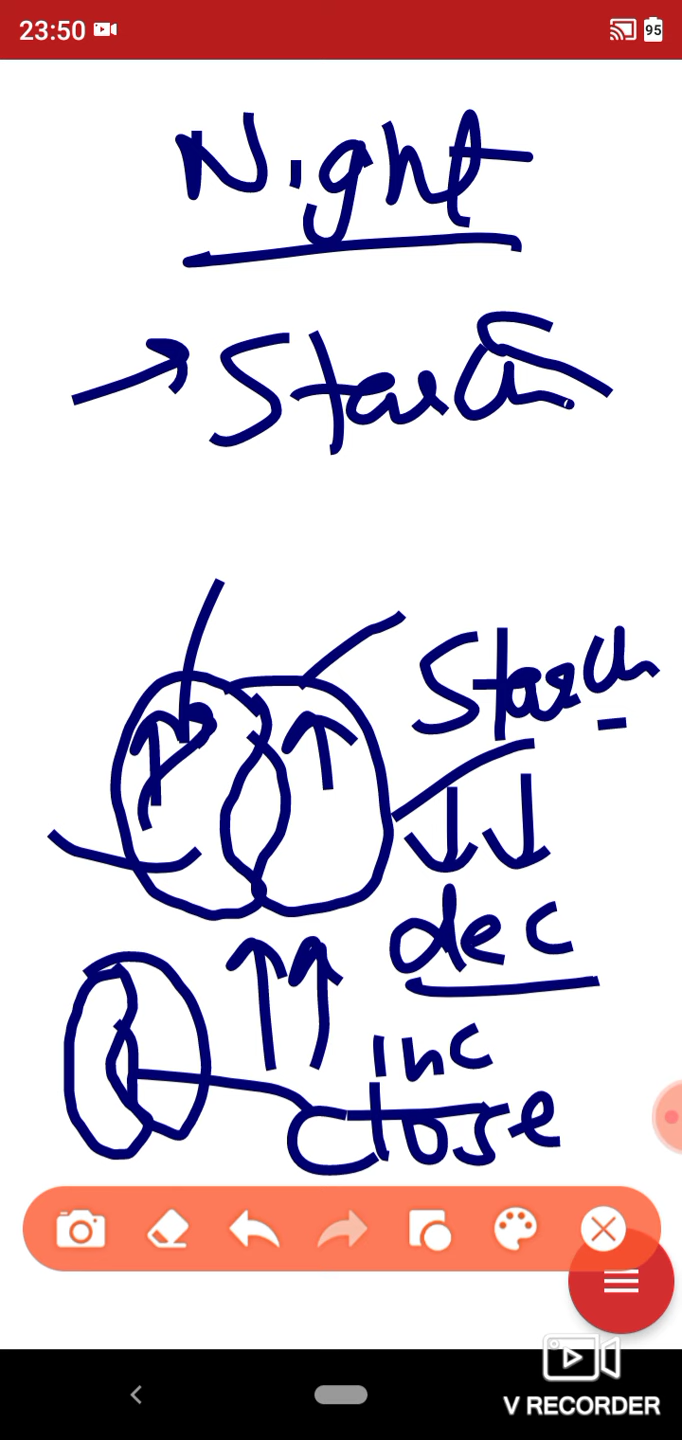 23:50
95
Night
→ Starch
Starch
↓↓
dec
↑↑ inc
close
V RECORDER